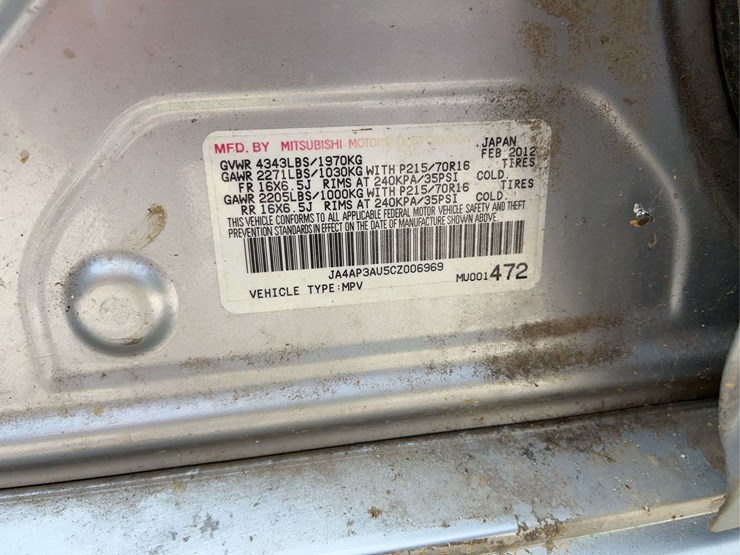 MFD. BY MITSUBISHI MOTORS JAPAN
GVWR 4343LBS/1970KG FEB 2012
GAWR 2271LBS/1030KG WITH P215/70R16 TIRES
FR 16X6.5J RIMS AT 240KPA/35PSI COLD
GAWR 2205LBS/1000KG WITH P215/70R16 TIRES
RR 16X6.5J RIMS AT 240KPA/35PSI COLD
THIS VEHICLE CONFORMS TO ALL APPLICABLE FEDERAL MOTOR VEHICLE SAFETY AND THEFT
PREVENTION STANDARDS IN EFFECT ON THE DATE OF MANUFACTURE SHOWN ABOVE.
JA4AP3AU5CZ006969
VEHICLE TYPE:MPV MU001472